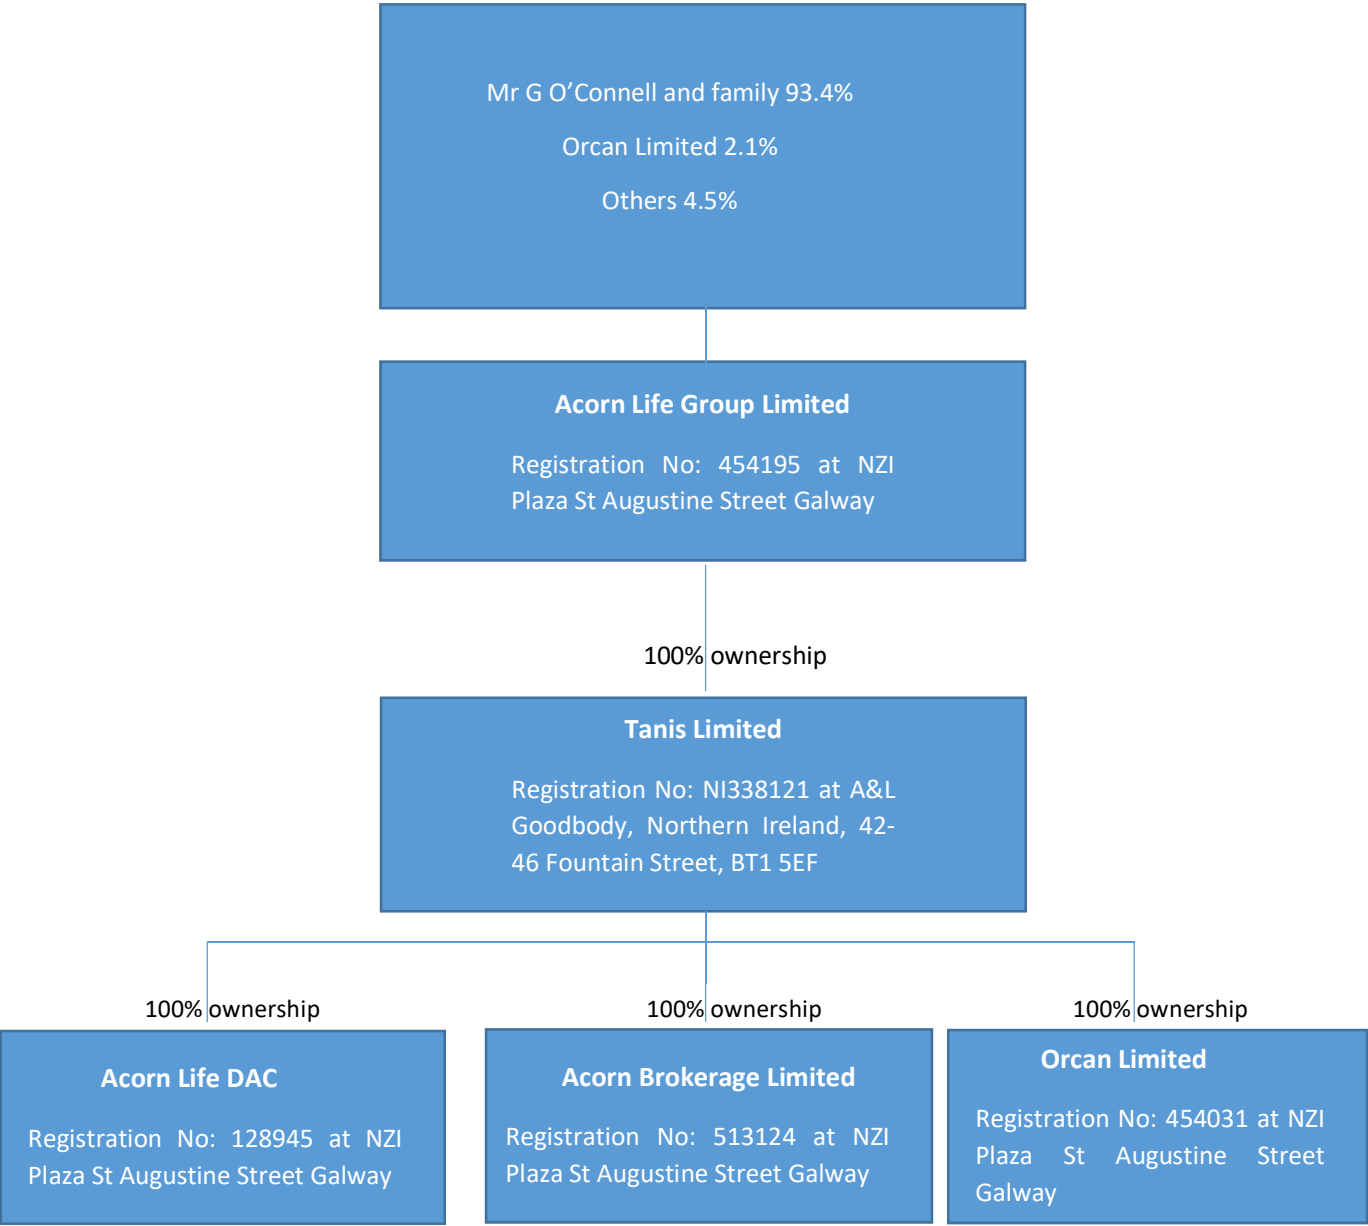 Mr G O’Connell and family 93.4%
Orcan Limited 2.1%
Others 4.5%
Acorn Life Group Limited
Registration No: 454195 at NZI
Plaza St Augustine Street Galway
100% ownership
Tanis Limited
Registration No: NI338121 at A&L
Goodbody, Northern Ireland, 42-
46 Fountain Street, BT1 5EF
100% ownership
100% ownership
100% ownership
Acorn Life DAC
Registration No: 128945 at NZI
Plaza St Augustine Street Galway
Acorn Brokerage Limited
Registration No: 513124 at NZI
Plaza St Augustine Street Galway
Orcan Limited
Registration No: 454031 at NZI
Plaza St Augustine Street
Galway